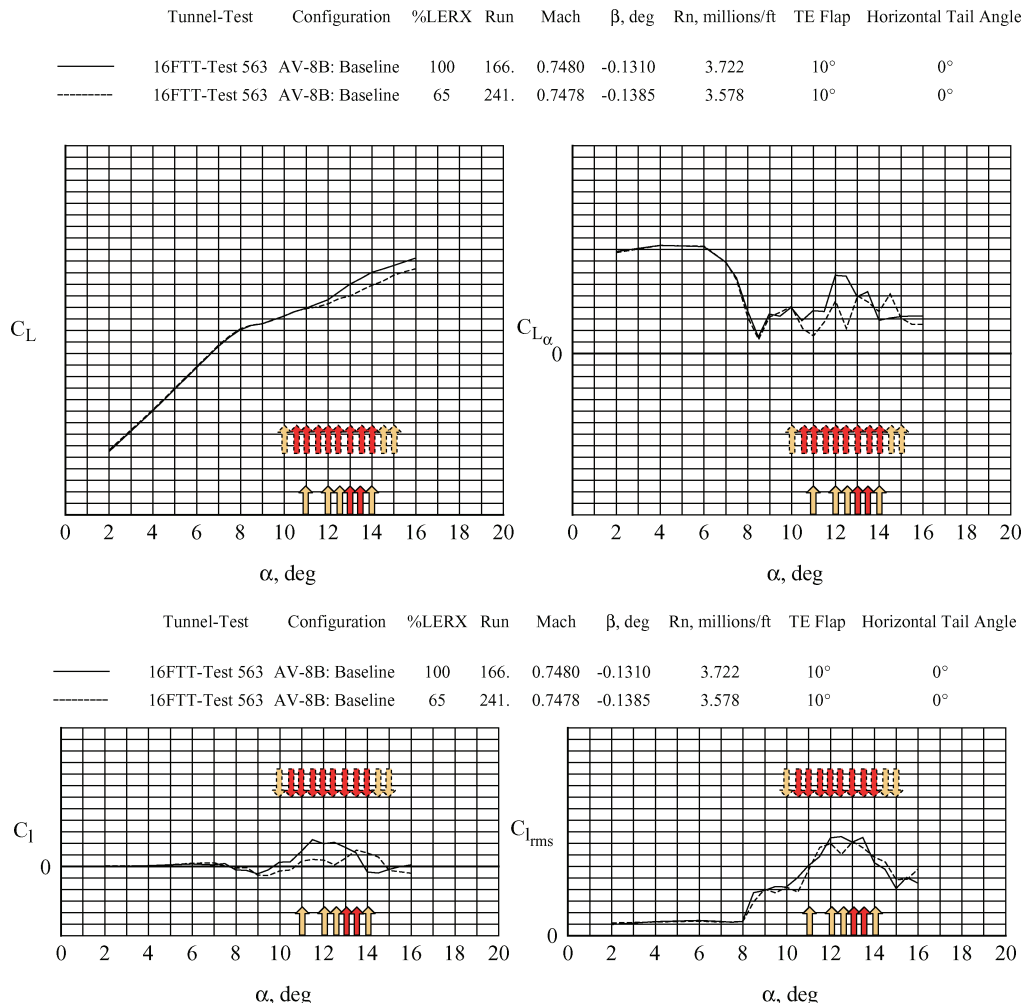 Tunnel-Test Configuration %LERX Run Mach β, deg Rn, millions/ft TE Flap Horizontal Tail Angle
16FTT-Test 563 AV-8B: Baseline 100 166. 0.7480 -0.1310 3.722 10° 0°
16FTT-Test 563 AV-8B: Baseline 65 241. 0.7478 -0.1385 3.578 10° 0°
C_L
0 2 4 6 8 10 12 14 16 18 20
α, deg
C_Lα
0
0 2 4 6 8 10 12 14 16 18 20
α, deg
Tunnel-Test Configuration %LERX Run Mach β, deg Rn, millions/ft TE Flap Horizontal Tail Angle
16FTT-Test 563 AV-8B: Baseline 100 166. 0.7480 -0.1310 3.722 10° 0°
16FTT-Test 563 AV-8B: Baseline 65 241. 0.7478 -0.1385 3.578 10° 0°
C_l
0
0 2 4 6 8 10 12 14 16 18 20
α, deg
C_lrms
0
0 2 4 6 8 10 12 14 16 18 20
α, deg